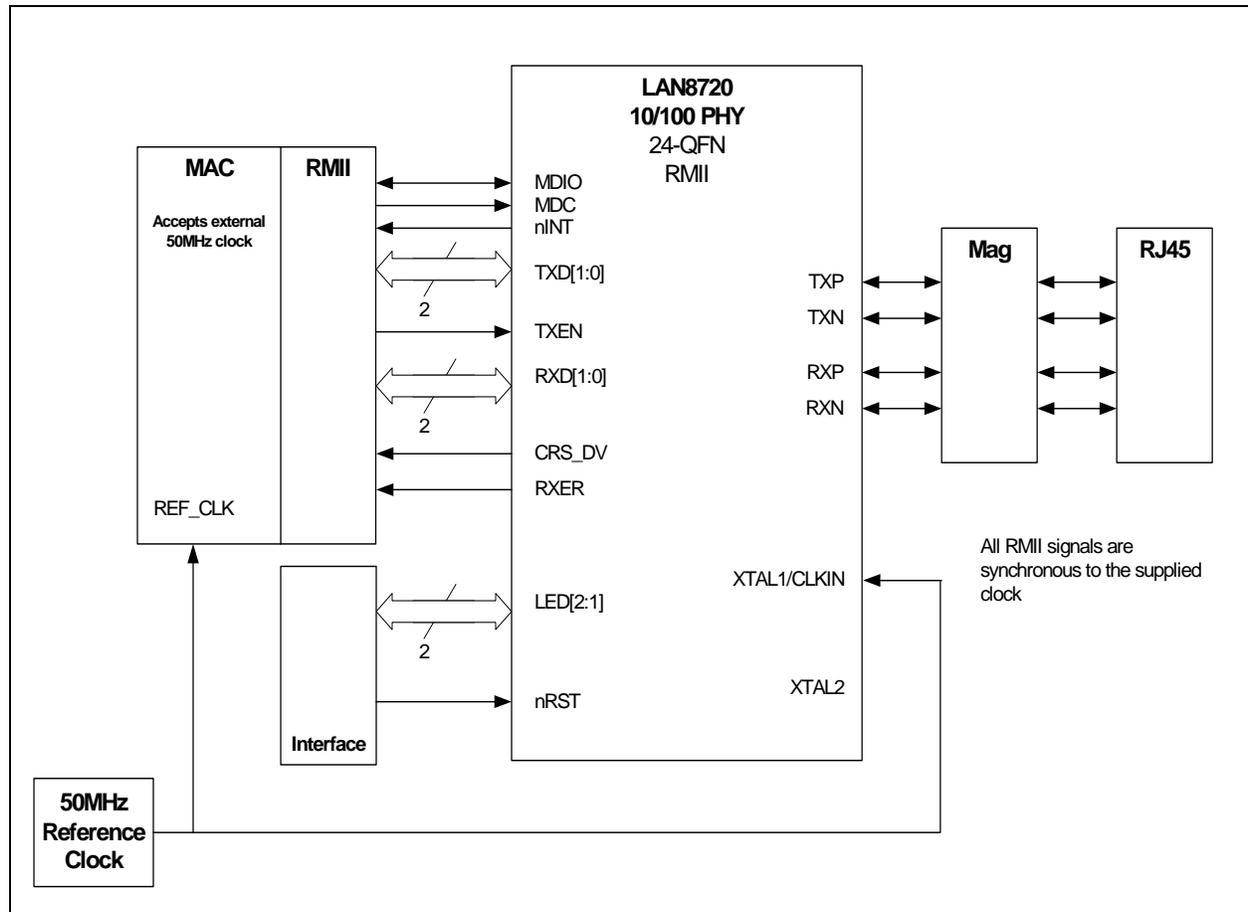 LAN8720
10/100 PHY
24-QFN
RMII
MAC
RMII
Accepts external
50MHz clock
REF_CLK
MDIO
MDC
nINT
TXD[1:0]
2
TXEN
RXD[1:0]
2
CRS_DV
RXER
LED[2:1]
2
nRST
Interface
TXP
TXN
RXP
RXN
XTAL1/CLKIN
XTAL2
Mag
RJ45
All RMII signals are
synchronous to the supplied
clock
50MHz
Reference
Clock